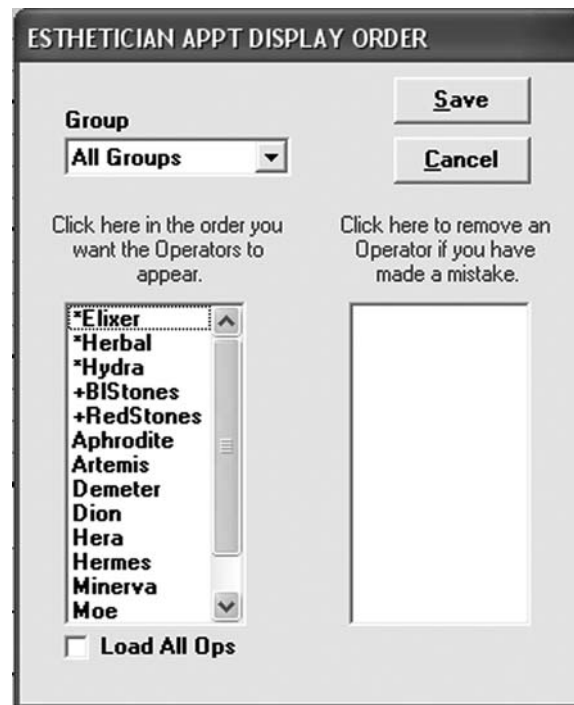 ESTHETICIAN APPT DISPLAY ORDER
Group
All Groups
Save
Cancel
Click here in the order you
want the Operators to
appear.
Click here to remove an
Operator if you have
made a mistake.
*Elixer
*Herbal
*Hydra
+BlStones
+RedStones
Aphrodite
Artemis
Demeter
Dion
Hera
Hermes
Minerva
Moe
Load All Ops